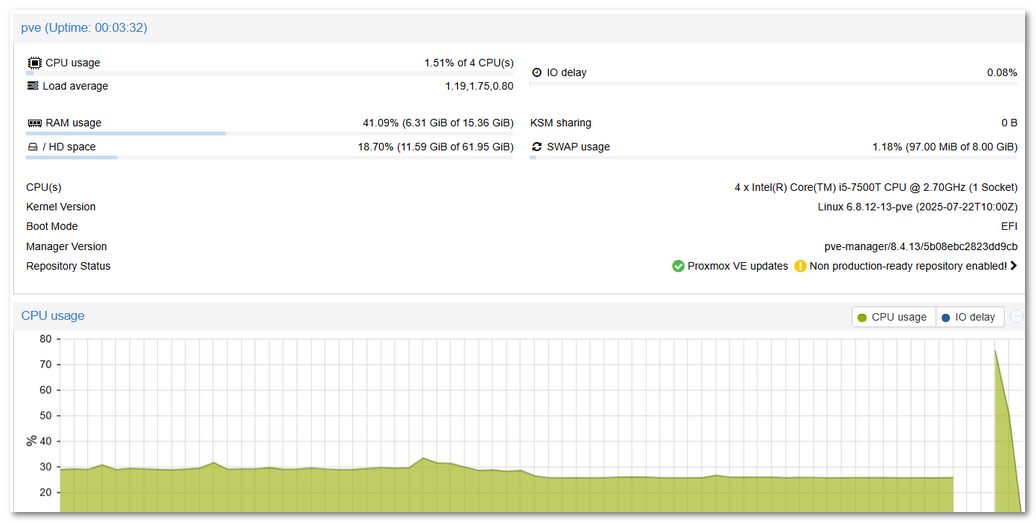 pve (Uptime: 00:03:32)
CPU usage 1.51% of 4 CPU(s)
IO delay 0.08%
Load average 1.19,1.75,0.80
RAM usage 41.09% (6.31 GiB of 15.36 GiB)
KSM sharing 0 B
/ HD space 18.70% (11.59 GiB of 61.95 GiB)
SWAP usage 1.18% (97.00 MiB of 8.00 GiB)
CPU(s) 4 x Intel(R) Core(TM) i5-7500T CPU @ 2.70GHz (1 Socket)
Kernel Version Linux 6.8.12-13-pve (2025-07-22T10:00Z)
Boot Mode EFI
Manager Version pve-manager/8.4.13/5b08ebc2823dd9cb
Repository Status Proxmox VE updates Non production-ready repository enabled!
CPU usage
CPU usage IO delay
80
70
60
50
40
30
20
%